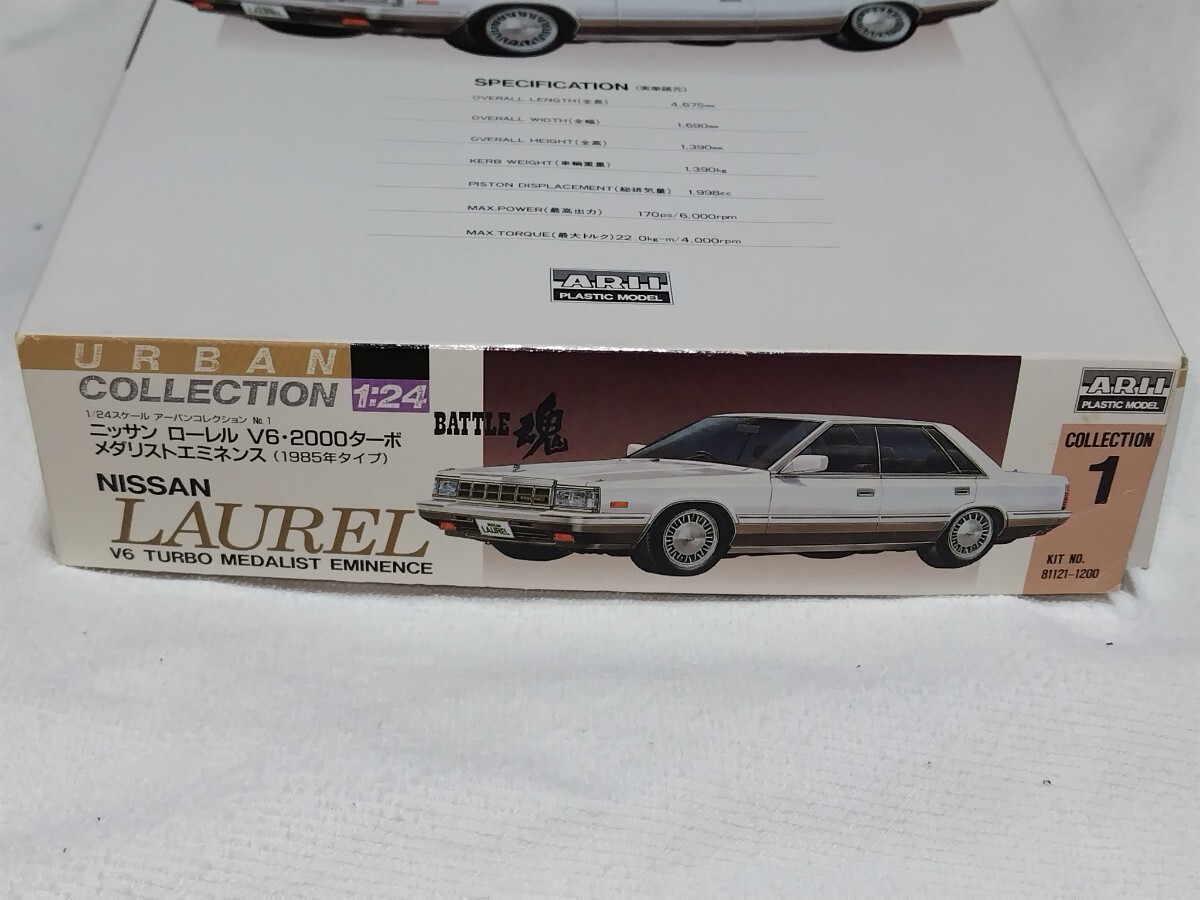 SPECIFICATION (実車諸元)
OVERALL LENGTH(全長) 4,675mm
OVERALL WIDTH(全幅) 1,690mm
OVERALL HEIGHT(全高) 1,390mm
KERB WEIGHT(車輌重量) 1,390kg
PISTON DISPLACEMENT(総排気量) 1,998cc
MAX.POWER(最高出力) 170ps/6,000rpm
MAX.TORQUE(最大トルク)22.0kg-m/4,000rpm
ARII
PLASTIC MODEL
URBAN
COLLECTION 1:24
1/24スケール アーバンコレクション №1
ニッサン ローレル V6・2000ターボ
メダリストエミネンス(1985年タイプ)
NISSAN
LAUREL
V6 TURBO MEDALIST EMINENCE
BATTLE 魂
LAUREL
ARII
PLASTIC MODEL
COLLECTION
1
KIT NO.
81121-1200